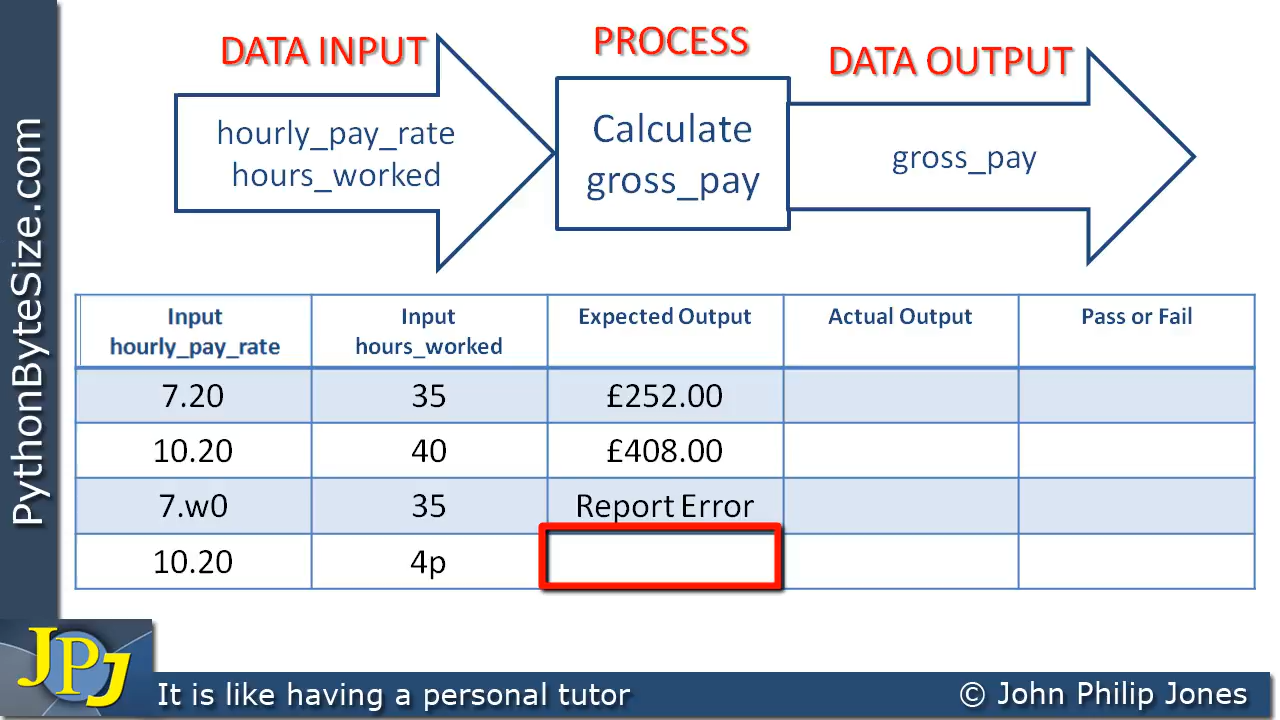 DATA INPUT
PROCESS
DATA OUTPUT
hourly_pay_rate
hours_worked
Calculate
gross_pay
gross_pay
Input
hourly_pay_rate
Input
hours_worked
Expected Output
Actual Output
Pass or Fail
7.20 35 £252.00
10.20 40 £408.00
7.w0 35 Report Error
10.20 4p
PythonByteSize.com
JPJ
It is like having a personal tutor
© John Philip Jones